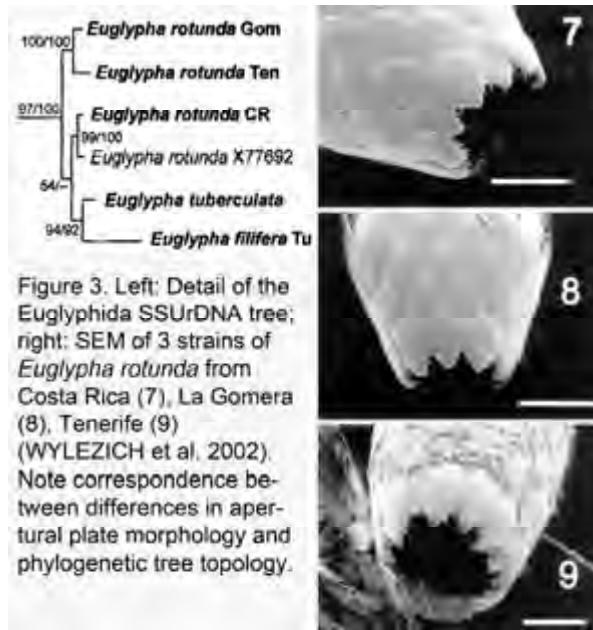 100/100
Euglypha rotunda Gom
Euglypha rotunda Ten
97/100
Euglypha rotunda CR
99/100
Euglypha rotunda X77692
54/–
Euglypha tuberculata
94/92
Euglypha filifera Tu
Figure 3. Left: Detail of the
Euglyphida SSUrDNA tree;
right: SEM of 3 strains of
Euglypha rotunda from
Costa Rica (7), La Gomera
(8), Tenerife (9)
(WYLEZICH et al. 2002).
Note correspondence be-
tween differences in aper-
tural plate morphology and
phylogenetic tree topology.
7
8
9